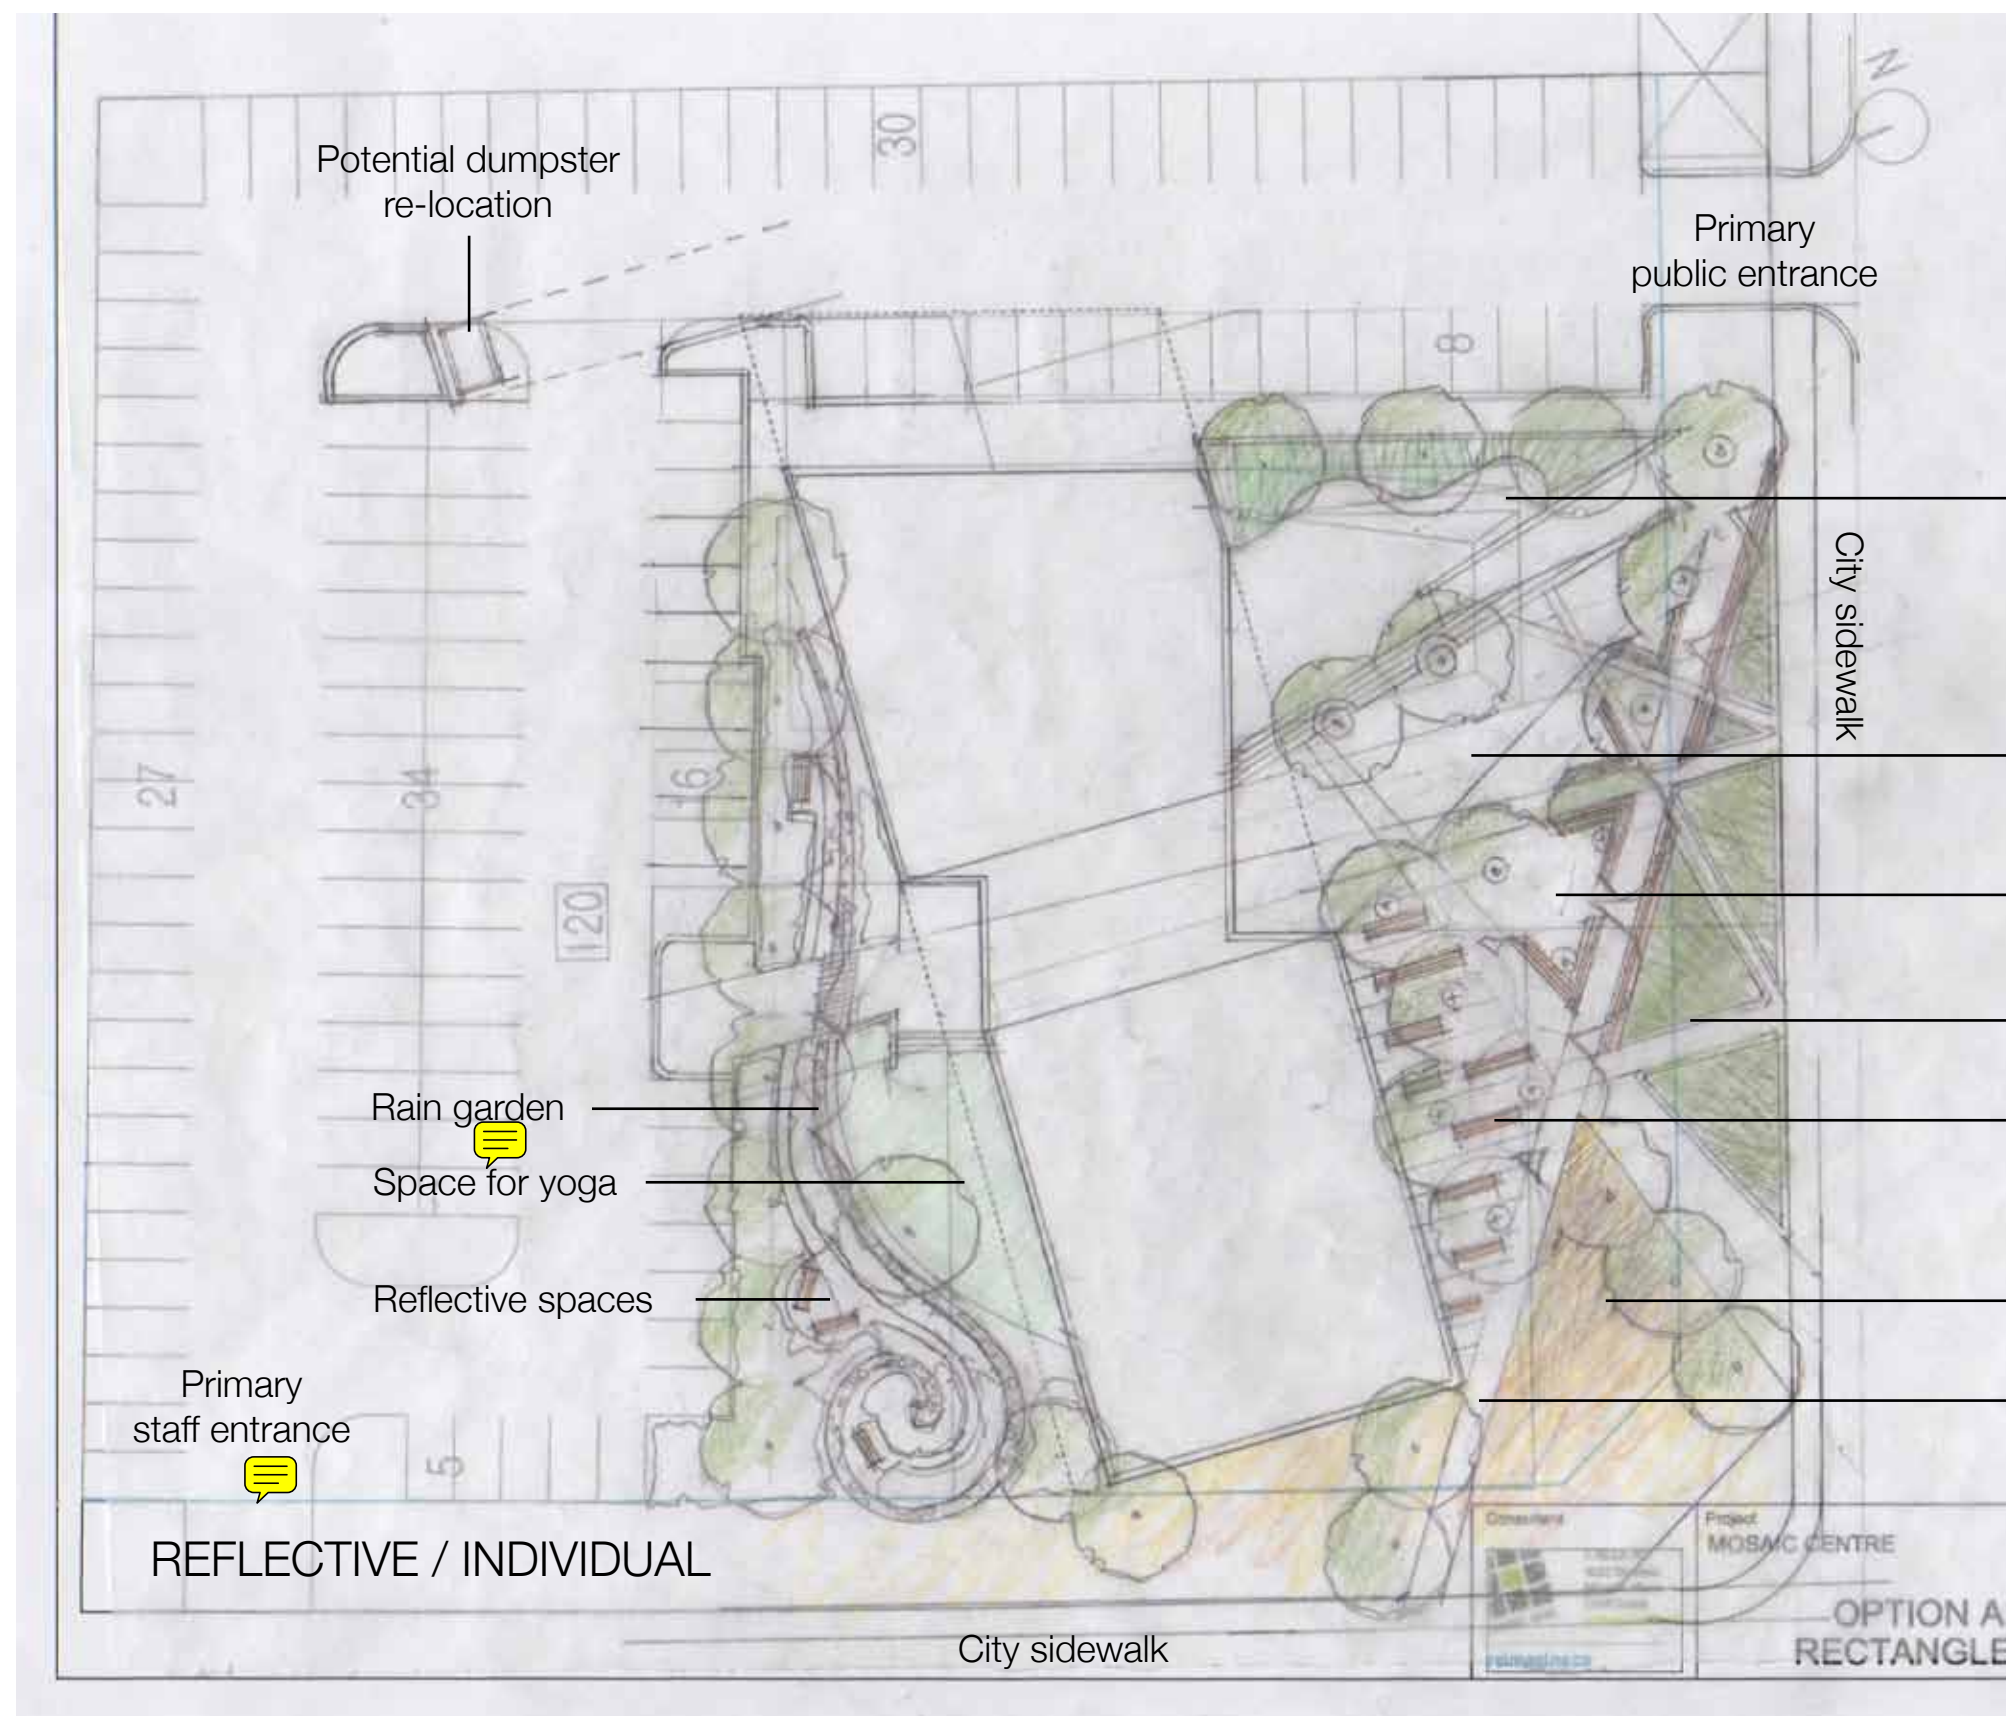 30
N
Potential dumpster
re-location
Primary
public entrance
8
City sidewalk
27
34
16
120
Rain garden
Space for yoga
Reflective spaces
Primary
staff entrance
5
REFLECTIVE / INDIVIDUAL
Consultant
Project
MOSAIC CENTRE
OPTION A
RECTANGLE
City sidewalk